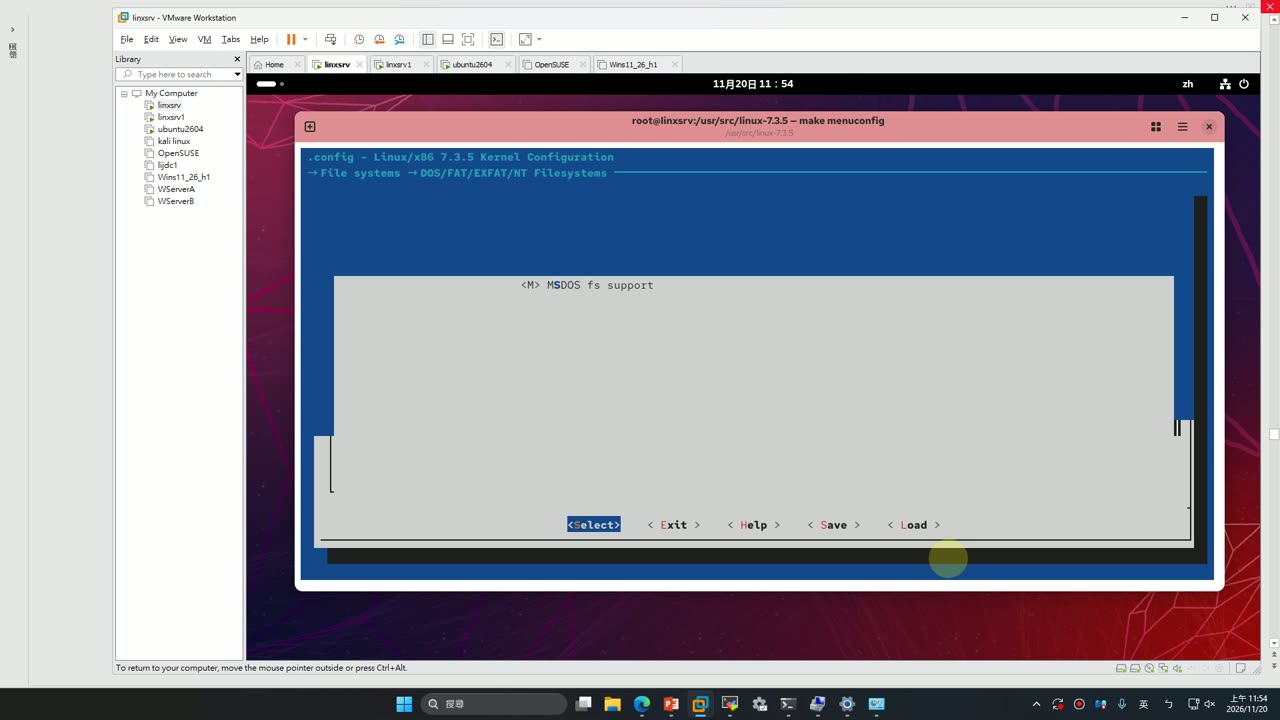 linxsrv - VMware Workstation
File Edit View VM Tabs Help
Library
Type here to search
My Computer
linxsrv
linxsrv1
ubuntu2604
kali linux
OpenSUSE
lijdc1
Wins11_26_h1
WServerA
WServerB
Home linxsrv linxsrv1 ubuntu2604 OpenSUSE Wins11_26_h1
11月20日 11：54
zh
root@linxsrv:/usr/src/linux-7.3.5 — make menuconfig
/usr/src/linux-7.3.5
.config - Linux/x86 7.3.5 Kernel Configuration
→ File systems → DOS/FAT/EXFAT/NT Filesystems
<M> MSDOS fs support
<Select> < Exit > < Help > < Save > < Load >
To return to your computer, move the mouse pointer outside or press Ctrl+Alt.
搜尋
英
ㄅ
上午 11:54
2026/11/20